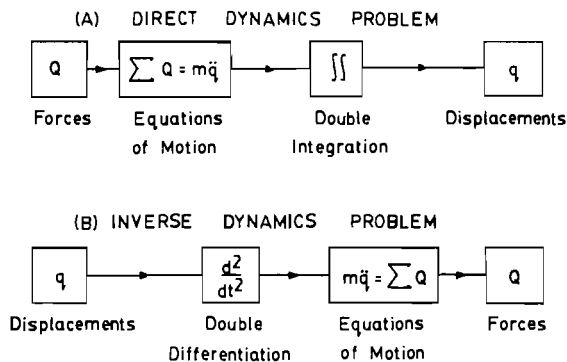 (A) DIRECT DYNAMICS PROBLEM
Q
∑ Q = mq̈
∫∫
q
Forces
Equations
of Motion
Double
Integration
Displacements
(B) INVERSE DYNAMICS PROBLEM
q
d²
dt²
mq̈ = ∑ Q
Q
Displacements
Double
Differentiation
Equations
of Motion
Forces